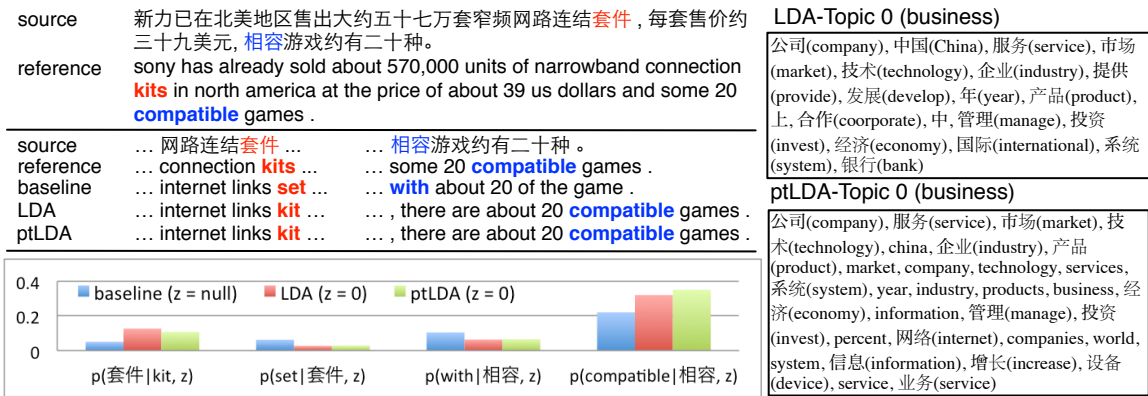 source 新力已在北美地区售出大约五十七万套窄频网路连结套件 , 每套售价约
三十九美元, 相容游戏约有二十种。
reference sony has already sold about 570,000 units of narrowband connection
kits in north america at the price of about 39 us dollars and some 20
compatible games .
source … 网路连结套件 … … 相容游戏约有二十种 。
reference … connection kits ... … some 20 compatible games .
baseline … internet links set ... … with about 20 of the game .
LDA … internet links kit … … , there are about 20 compatible games .
ptLDA … internet links kit … … , there are about 20 compatible games .
0.4
0.2
0
baseline (z = null) LDA (z = 0) ptLDA (z = 0)
p(套件|kit, z) p(set|套件, z) p(with|相容, z) p(compatible|相容, z)
LDA-Topic 0 (business)
公司(company), 中国(China), 服务(service), 市场
(market), 技术(technology), 企业(industry), 提供
(provide), 发展(develop), 年(year), 产品(product),
上, 合作(coorporate), 中, 管理(manage), 投资
(invest), 经济(economy), 国际(international), 系统
(system), 银行(bank)
ptLDA-Topic 0 (business)
公司(company), 服务(service), 市场(market), 技
术(technology), china, 企业(industry), 产品
(product), market, company, technology, services,
系统(system), year, industry, products, business, 经
济(economy), information, 管理(manage), 投资
(invest), percent, 网络(internet), companies, world,
system, 信息(information), 增长(increase), 设备
(device), service, 业务(service)